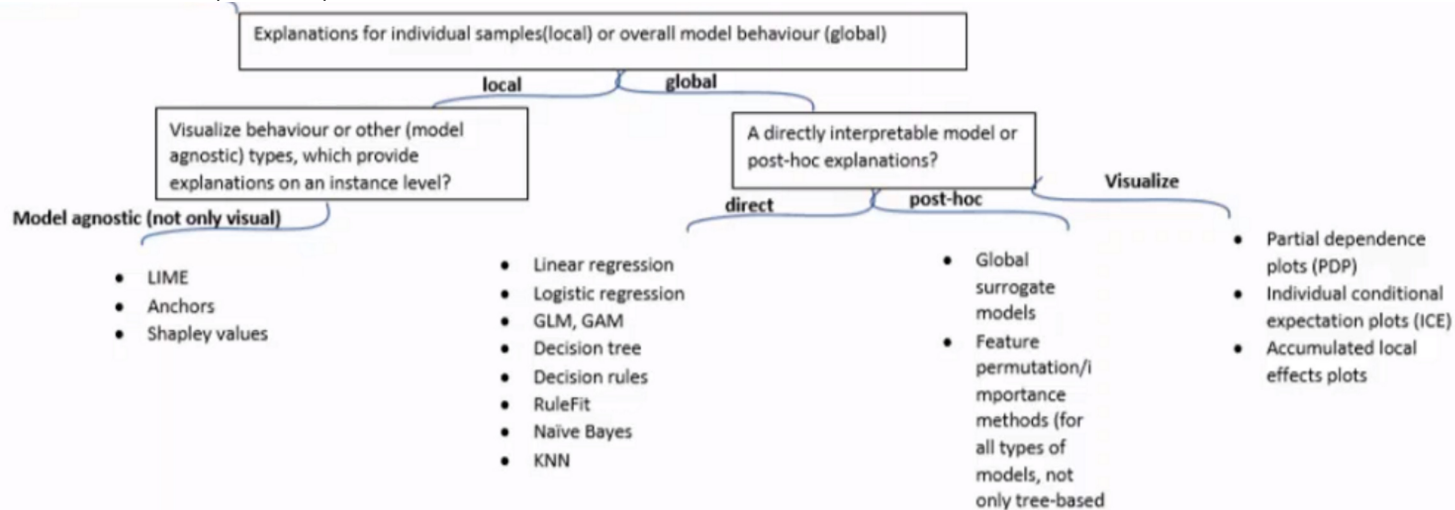 Explanations for individual samples(local) or overall model behaviour (global)
local
global
Visualize behaviour or other (model
agnostic) types, which provide
explanations on an instance level?
A directly interpretable model or
post-hoc explanations?
Model agnostic (not only visual)
direct
post-hoc
Visualize
• LIME
• Anchors
• Shapley values
• Linear regression
• Logistic regression
• GLM, GAM
• Decision tree
• Decision rules
• RuleFit
• Naïve Bayes
• KNN
• Global
surrogate
models
• Feature
permutation/i
mportance
methods (for
all types of
models, not
only tree-based
• Partial dependence
plots (PDP)
• Individual conditional
expectation plots (ICE)
• Accumulated local
effects plots